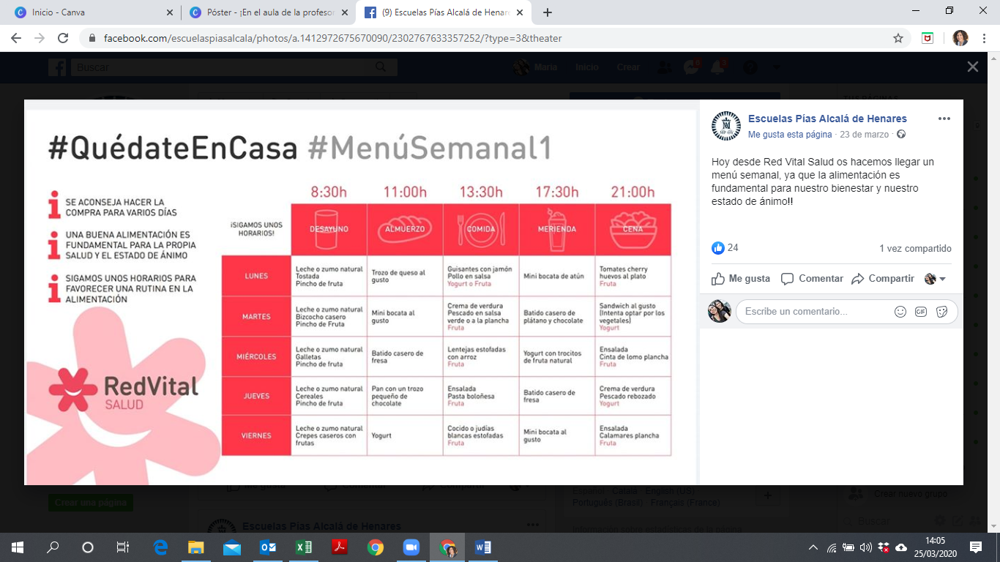 Inicio - Canva
Póster - ¡En el aula de la profesor
(9) Escuelas Pías Alcalá de Henar
facebook.com/escuelaspiasalcala/photos/a.1412972675670090/2302767633357252/?type=3&theater
Buscar
María
Inicio
Crear
TUS PÁGINAS
#QuédateEnCasa #MenúSemanal1
SE ACONSEJA HACER LA
COMPRA PARA VARIOS DÍAS
UNA BUENA ALIMENTACIÓN ES
FUNDAMENTAL PARA LA PROPIA
SALUD Y EL ESTADO DE ÁNIMO
SIGAMOS UNOS HORARIOS PARA
FAVORECER UNA RUTINA EN LA
ALIMENTACIÓN
RedVital
SALUD
8:30h 11:00h 13:30h 17:30h 21:00h
¡SIGAMOS UNOS
HORARIOS!
DESAYUNO ALMUERZO COMIDA MERIENDA CENA
LUNES
Leche o zumo natural
Tostada
Pincho de fruta
Trozo de queso al
gusto
Guisantes con jamón
Pollo en salsa
Yogurt o Fruta
Mini bocata de atún
Tomates cherry
huevos al plato
Fruta
MARTES
Leche o zumo natural
Bizcocho casero
Pincho de Fruta
Mini bocata al
gusto
Crema de verdura
Pescado en salsa
verde o a la plancha
Fruta
Batido casero de
plátano y chocolate
Sandwich al gusto
(Intenta optar por los
vegetales)
Yogurt
MIÉRCOLES
Leche o zumo natural
Galletas
Pincho de fruta
Batido casero de
fresa
Lentejas estofadas
con arroz
Fruta
Yogurt con trocitos
de fruta natural
Ensalada
Cinta de lomo plancha
Fruta
JUEVES
Leche o zumo natural
Cereales
Pincho de fruta
Pan con un trozo
pequeño de
chocolate
Ensalada
Pasta boloñesa
Fruta
Batido casero de
fresa
Crema de verdura
Pescado rebozado
Yogurt
VIERNES
Leche o zumo natural
Crepes caseros con
frutas
Yogurt
Cocido o judías
blancas estofadas
Fruta
Mini bocata al
gusto
Ensalada
Calamares plancha
Fruta
Escuelas Pías Alcalá de Henares
Me gusta esta página · 23 de marzo ·
Hoy desde Red Vital Salud os hacemos llegar un
menú semanal, ya que la alimentación es
fundamental para nuestro bienestar y nuestro
estado de ánimo!!
24
1 vez compartido
Me gusta
Comentar
Compartir
Escribe un comentario...
GIF
Me gusta
Comentar
Compartir
Crear una página
Escuelas Pías Alcalá de Henares
Español · Català · English (US)
Português (Brasil) · Français (France)
Información sobre estadísticas de la página
Crear nuevo grupo
Buscar
14:05
25/03/2020